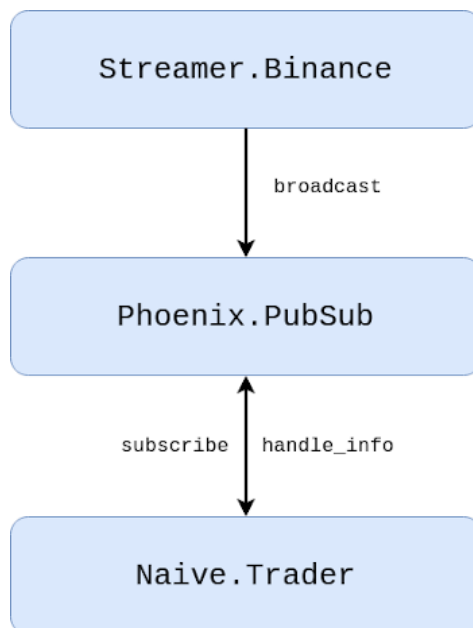 Streamer.Binance
broadcast
Phoenix.PubSub
subscribe handle_info
Naive.Trader